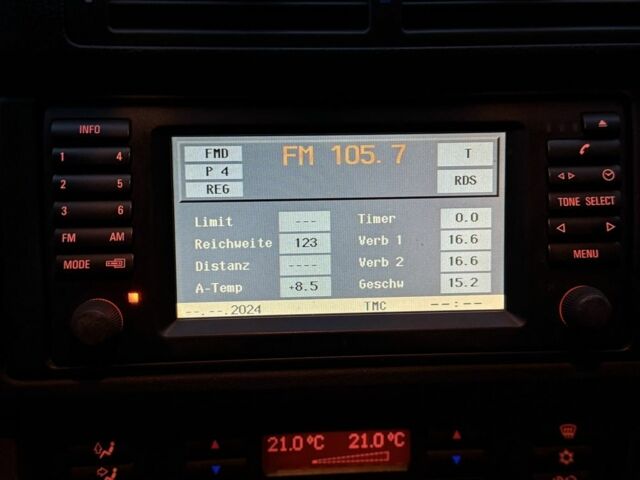 INFO
1 4
2 5
3 6
FM AM
MODE
FMD
P 4
REG
FM 105.7
T
RDS
Limit ---
Reichweite 123
Distanz ----
A-Temp +8.5
Timer 0.0
Verb 1 16.6
Verb 2 16.6
Geschw 15.2
--.--.2024 TMC --:--
TONE SELECT
MENU
21.0°C 21.0°C